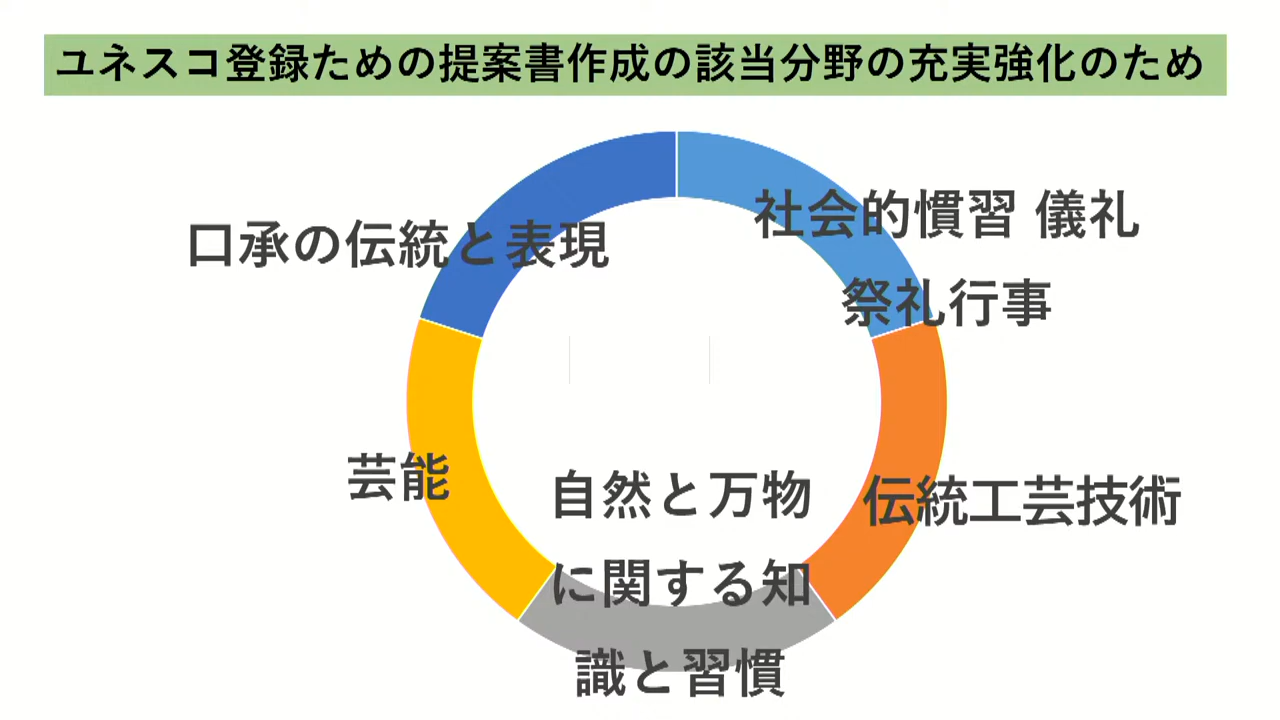 ユネスコ登録ための提案書作成の該当分野の充実強化のため
社会的慣習 儀礼
祭礼行事
伝統工芸技術
自然と万物
に関する知
識と習慣
芸能
口承の伝統と表現